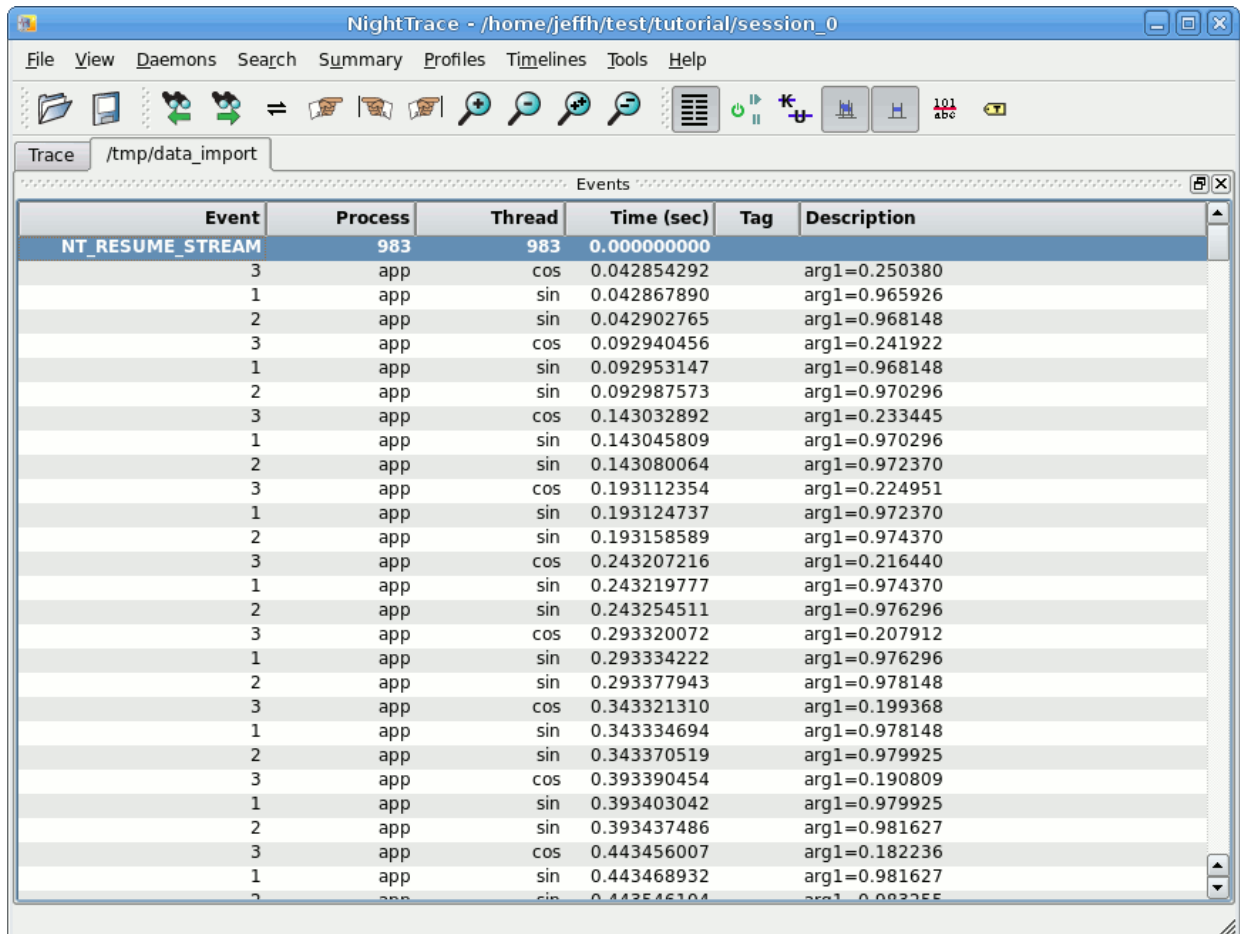 NightTrace - /home/jeffh/test/tutorial/session_0
File View Daemons Search Summary Profiles Timelines Tools Help
Trace /tmp/data_import
Events
Event Process Thread Time (sec) Tag Description
NT_RESUME_STREAM 983 983 0.000000000
3 app cos 0.042854292 arg1=0.250380
1 app sin 0.042867890 arg1=0.965926
2 app sin 0.042902765 arg1=0.968148
3 app cos 0.092940456 arg1=0.241922
1 app sin 0.092953147 arg1=0.968148
2 app sin 0.092987573 arg1=0.970296
3 app cos 0.143032892 arg1=0.233445
1 app sin 0.143045809 arg1=0.970296
2 app sin 0.143080064 arg1=0.972370
3 app cos 0.193112354 arg1=0.224951
1 app sin 0.193124737 arg1=0.972370
2 app sin 0.193158589 arg1=0.974370
3 app cos 0.243207216 arg1=0.216440
1 app sin 0.243219777 arg1=0.974370
2 app sin 0.243254511 arg1=0.976296
3 app cos 0.293320072 arg1=0.207912
1 app sin 0.293334222 arg1=0.976296
2 app sin 0.293377943 arg1=0.978148
3 app cos 0.343321310 arg1=0.199368
1 app sin 0.343334694 arg1=0.978148
2 app sin 0.343370519 arg1=0.979925
3 app cos 0.393390454 arg1=0.190809
1 app sin 0.393403042 arg1=0.979925
2 app sin 0.393437486 arg1=0.981627
3 app cos 0.443456007 arg1=0.182236
1 app sin 0.443468932 arg1=0.981627